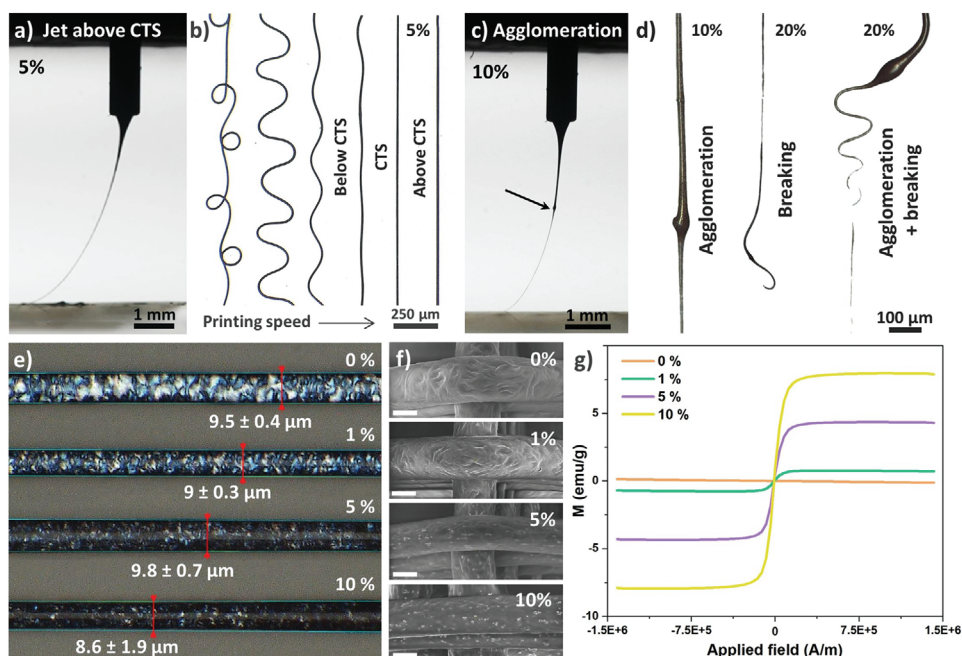 a) Jet above CTS
5%
1 mm
b)
5%
Below CTS
CTS
Above CTS
Printing speed
250 µm
c) Agglomeration
10%
1 mm
d)
10%
20%
20%
Agglomeration
Breaking
Agglomeration
+ breaking
100 µm
e)
0 %
9.5 ± 0.4 µm
1 %
9 ± 0.3 µm
5 %
9.8 ± 0.7 µm
10 %
8.6 ± 1.9 µm
f)
0%
1%
5%
10%
g)
0 %
1 %
5 %
10 %
M (emu/g)
5
0
-5
-10
-1.5E+6
-7.5E+5
0
7.5E+5
1.5E+6
Applied field (A/m)